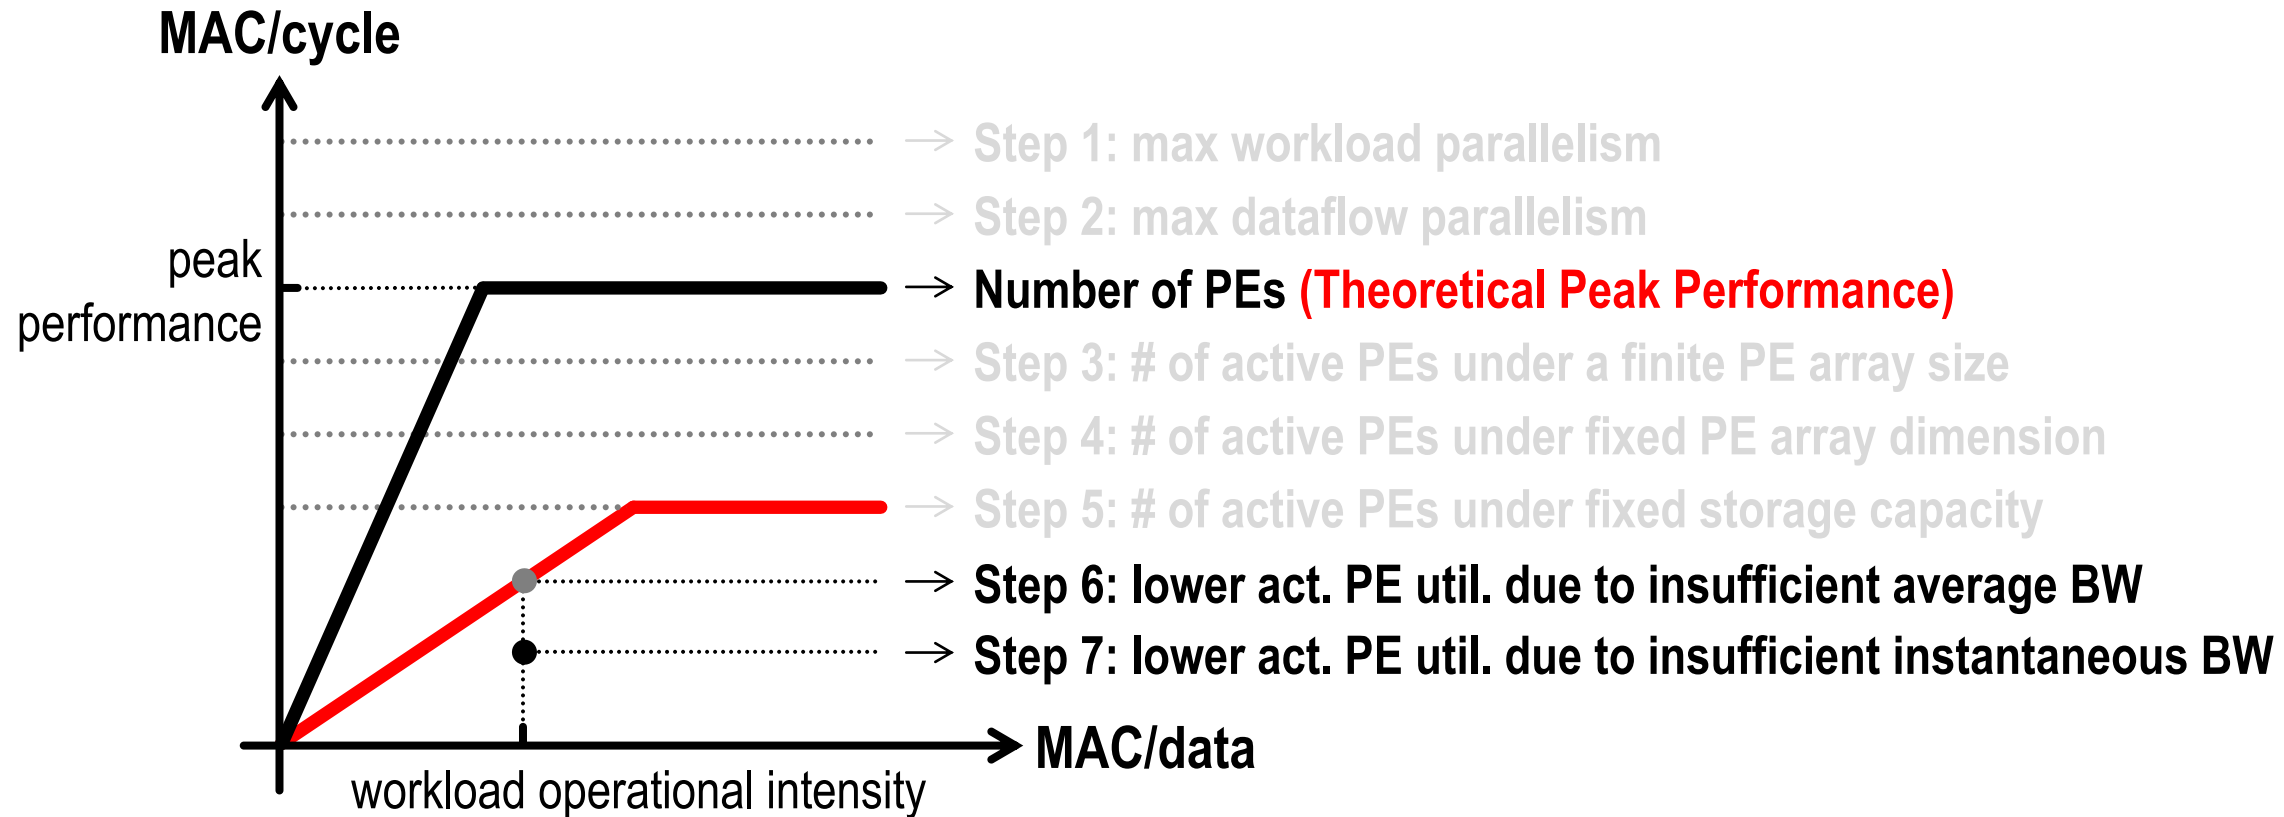 MAC/cycle
Step 1: max workload parallelism
Step 2: max dataflow parallelism
peak
performance
Number of PEs (Theoretical Peak Performance)
Step 3: # of active PEs under a finite PE array size
Step 4: # of active PEs under fixed PE array dimension
Step 5: # of active PEs under fixed storage capacity
Step 6: lower act. PE util. due to insufficient average BW
Step 7: lower act. PE util. due to insufficient instantaneous BW
MAC/data
workload operational intensity